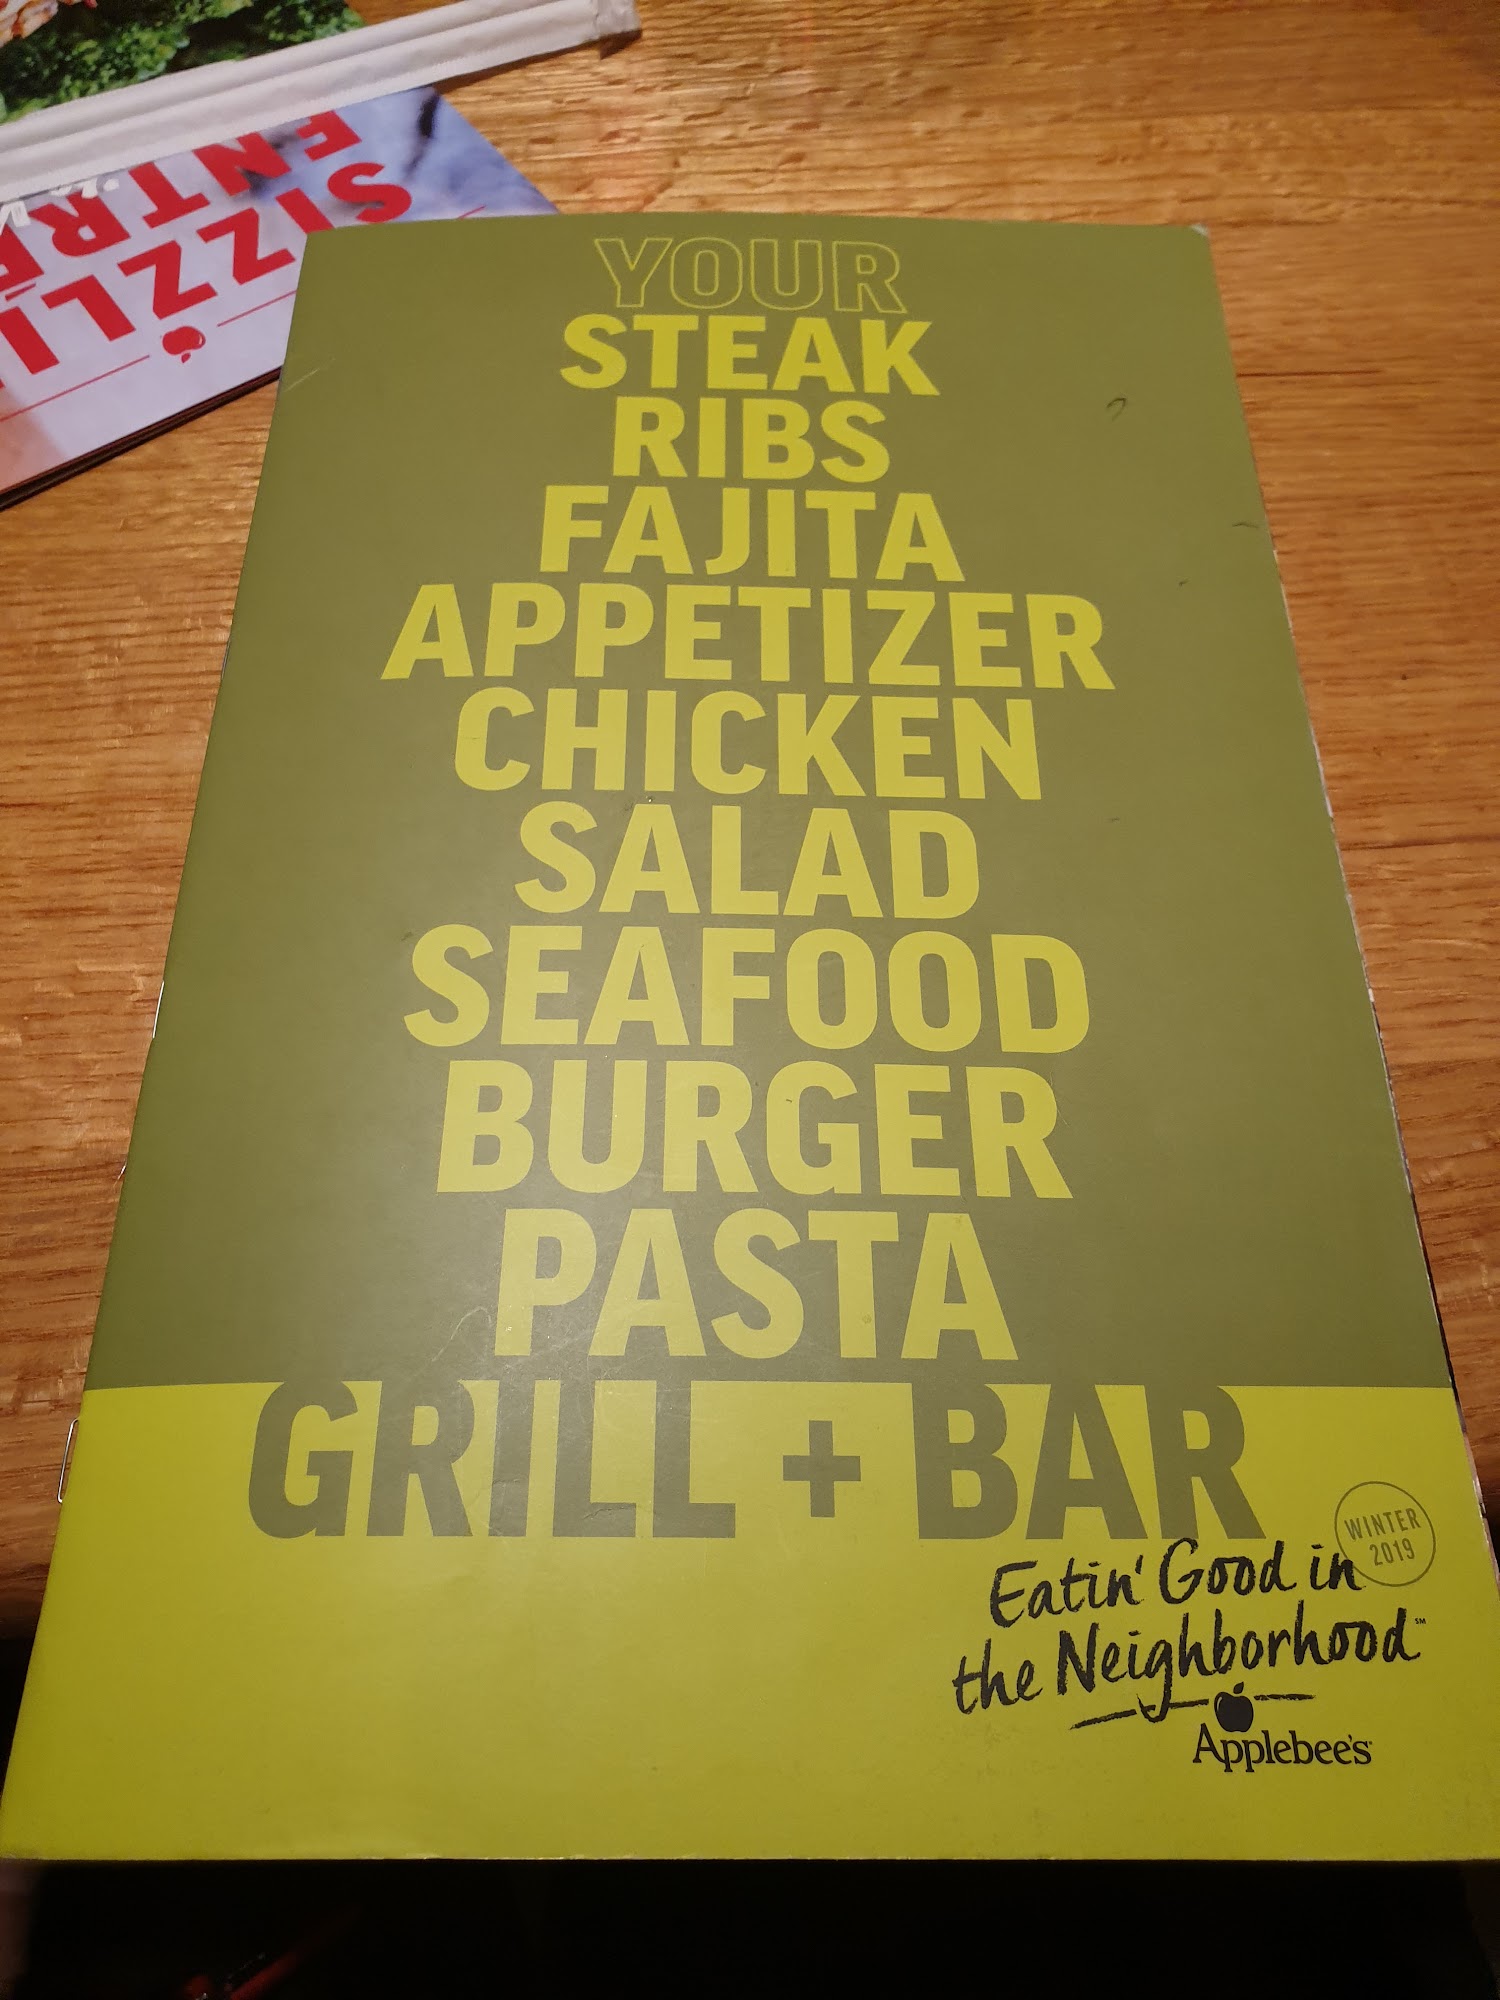 YOUR
STEAK
RIBS
FAJITA
APPETIZER
CHICKEN
SALAD
SEAFOOD
BURGER
PASTA
GRILL + BAR
WINTER
2019
Eatin' Good in
the Neighborhood℠
Applebee's